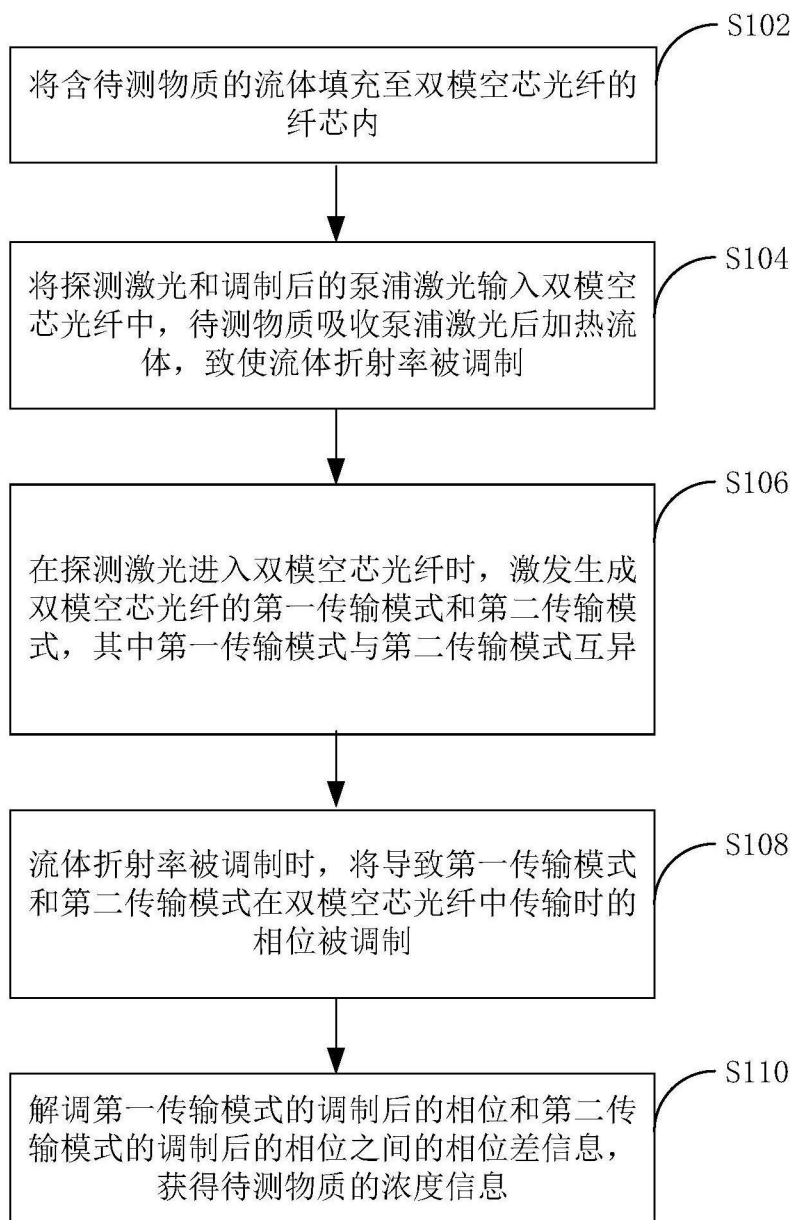 S102
将含待测物质的流体填充至双模空芯光纤的
纤芯内
S104
将探测激光和调制后的泵浦激光输入双模空
芯光纤中，待测物质吸收泵浦激光后加热流
体，致使流体折射率被调制
S106
在探测激光进入双模空芯光纤时，激发生成
双模空芯光纤的第一传输模式和第二传输模
式，其中第一传输模式与第二传输模式互异
S108
流体折射率被调制时，将导致第一传输模式
和第二传输模式在双模空芯光纤中传输时的
相位被调制
S110
解调第一传输模式的调制后的相位和第二传
输模式的调制后的相位之间的相位差信息，
获得待测物质的浓度信息